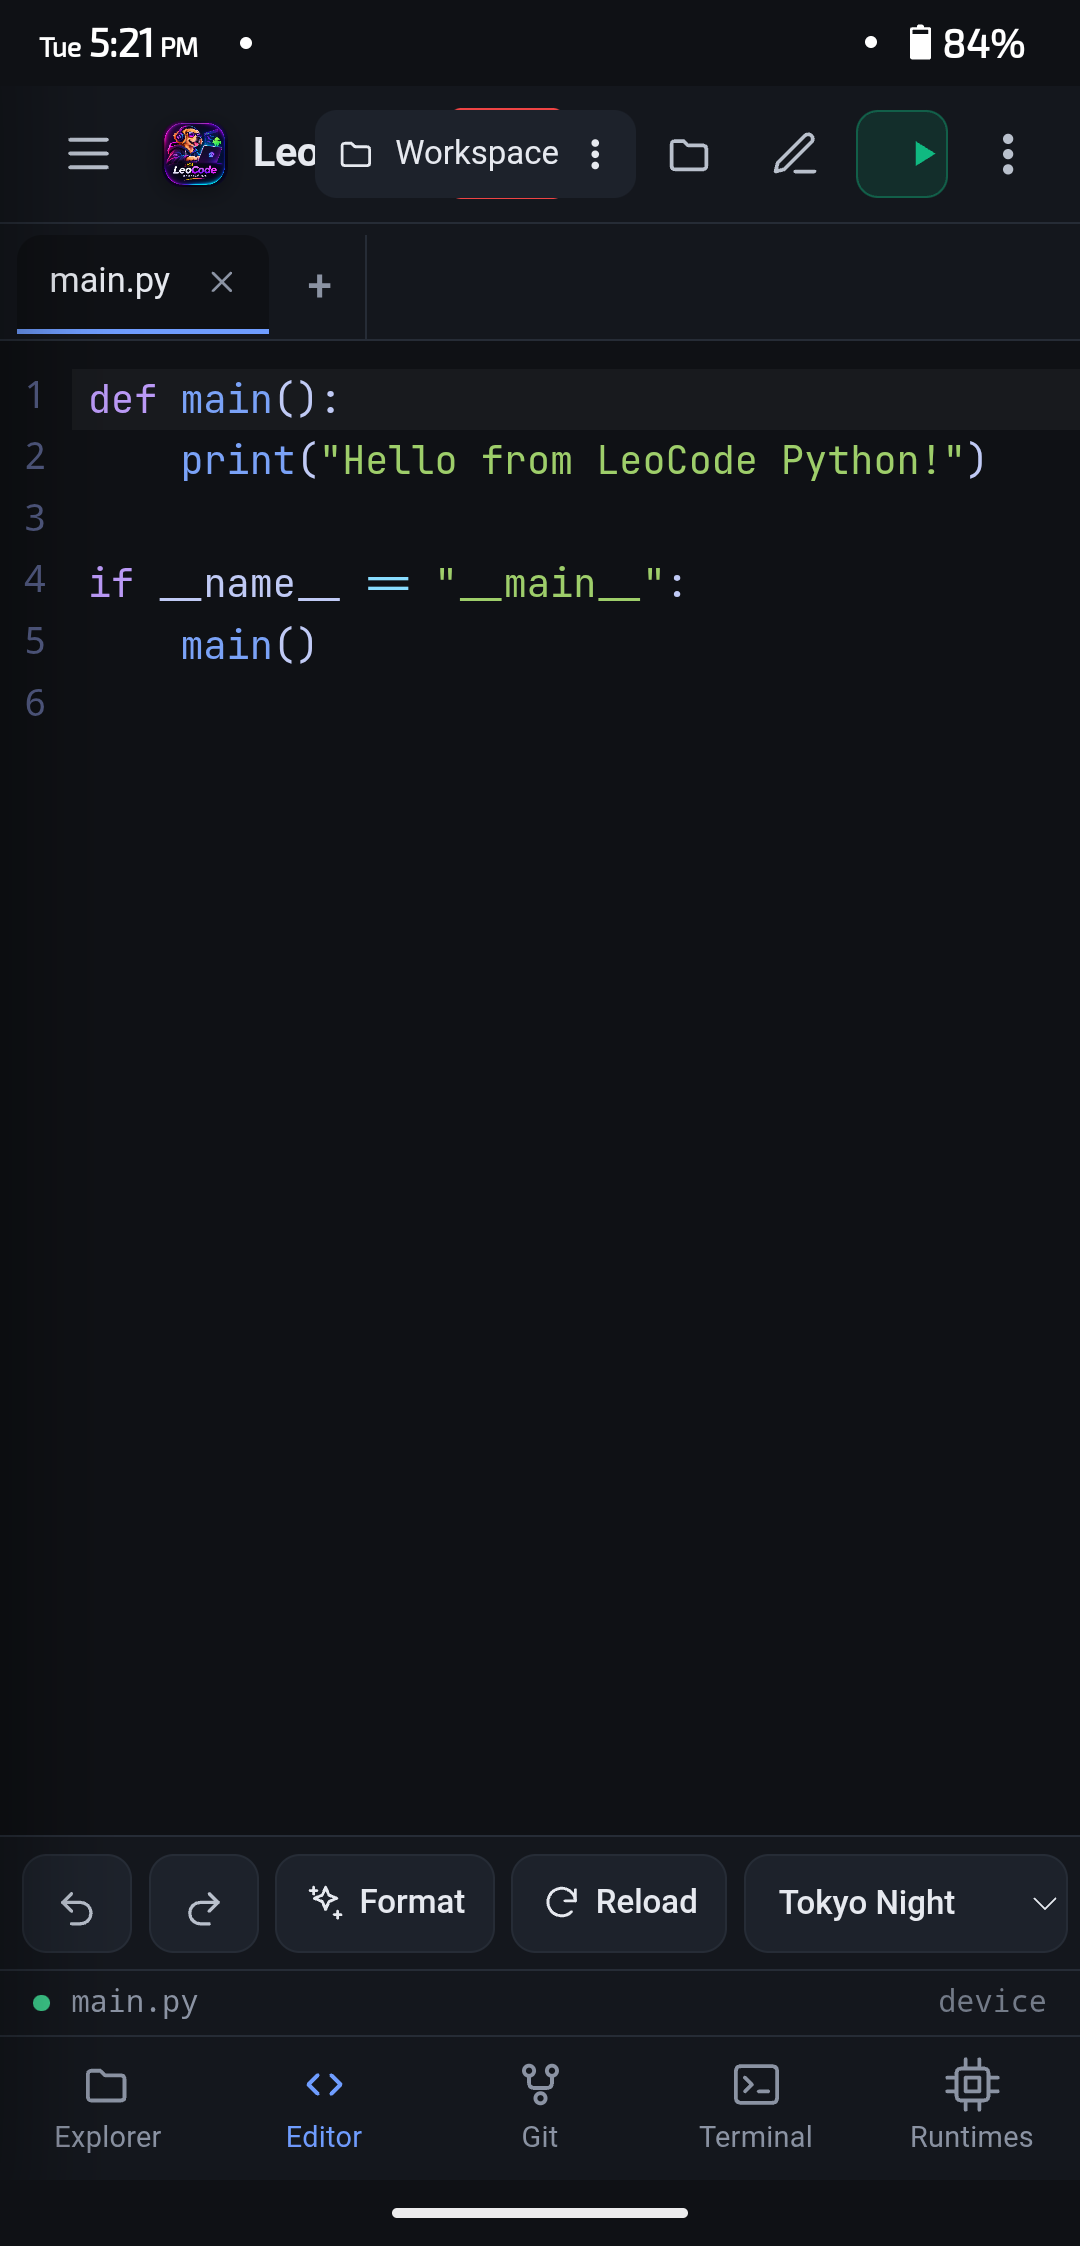 Tue 5:21 PM
84%
LeoCode
Leo
Workspace
main.py
+
1 def main():
2     print("Hello from LeoCode Python!")
3
4 if __name__ == "__main__":
5     main()
6
Format
Reload
Tokyo Night
main.py
device
Explorer
Editor
Git
Terminal
Runtimes